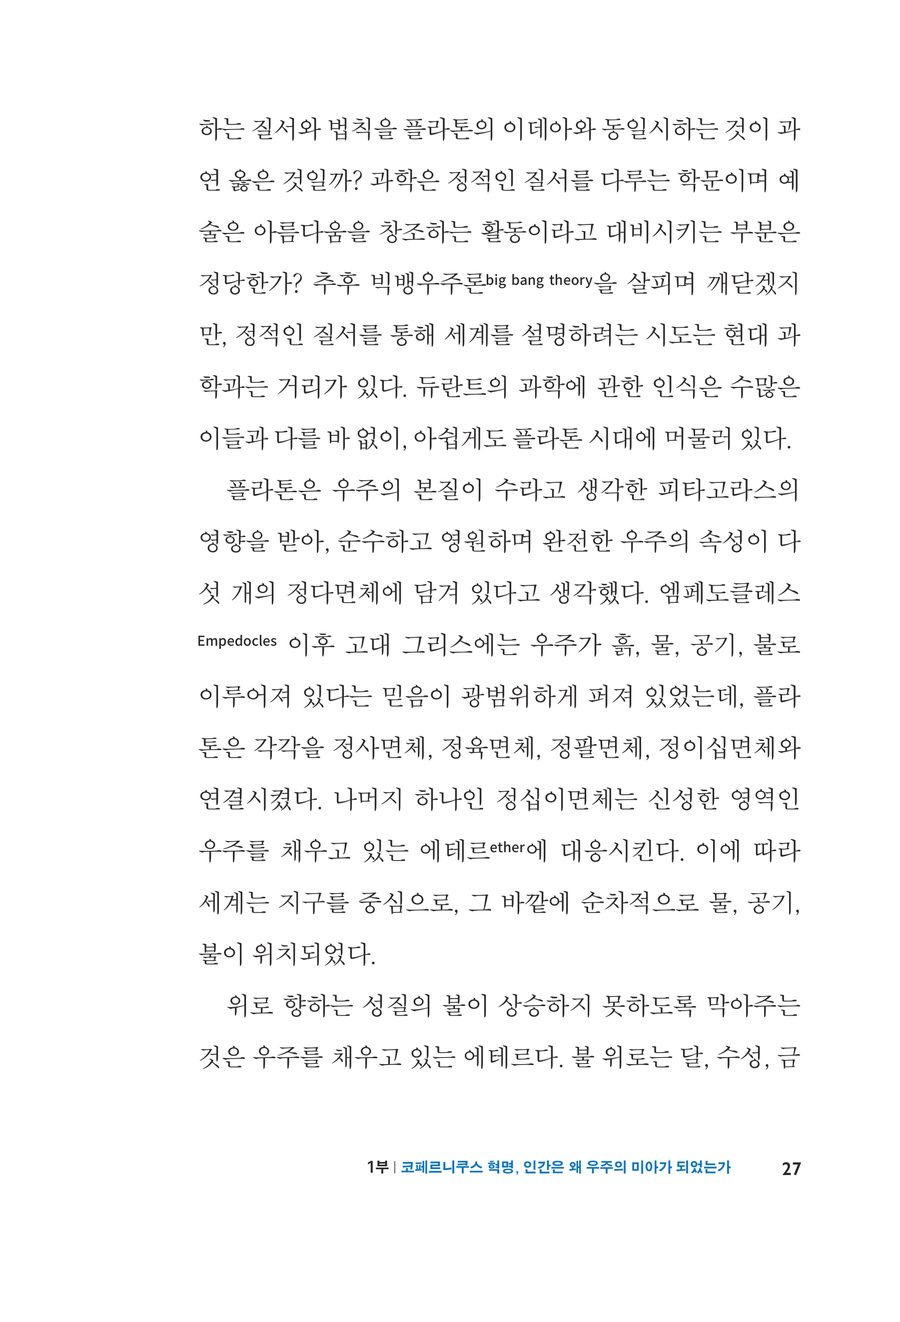 하는 질서와 법칙을 플라톤의 이데아와 동일시하는 것이 과
연 옳은 것일까? 과학은 정적인 질서를 다루는 학문이며 예
술은 아름다움을 창조하는 활동이라고 대비시키는 부분은
정당한가? 추후 빅뱅우주론big bang theory을 살피며 깨닫겠지
만, 정적인 질서를 통해 세계를 설명하려는 시도는 현대 과
학과는 거리가 있다. 듀란트의 과학에 관한 인식은 수많은
이들과 다를 바 없이, 아쉽게도 플라톤 시대에 머물러 있다.
플라톤은 우주의 본질이 수라고 생각한 피타고라스의
영향을 받아, 순수하고 영원하며 완전한 우주의 속성이 다
섯 개의 정다면체에 담겨 있다고 생각했다. 엠페도클레스
Empedocles 이후 고대 그리스에는 우주가 흙, 물, 공기, 불로
이루어져 있다는 믿음이 광범위하게 퍼져 있었는데, 플라
톤은 각각을 정사면체, 정육면체, 정팔면체, 정이십면체와
연결시켰다. 나머지 하나인 정십이면체는 신성한 영역인
우주를 채우고 있는 에테르ether에 대응시킨다. 이에 따라
세계는 지구를 중심으로, 그 바깥에 순차적으로 물, 공기,
불이 위치되었다.
위로 향하는 성질의 불이 상승하지 못하도록 막아주는
것은 우주를 채우고 있는 에테르다. 불 위로는 달, 수성, 금
1부 | 코페르니쿠스 혁명, 인간은 왜 우주의 미아가 되었는가 27